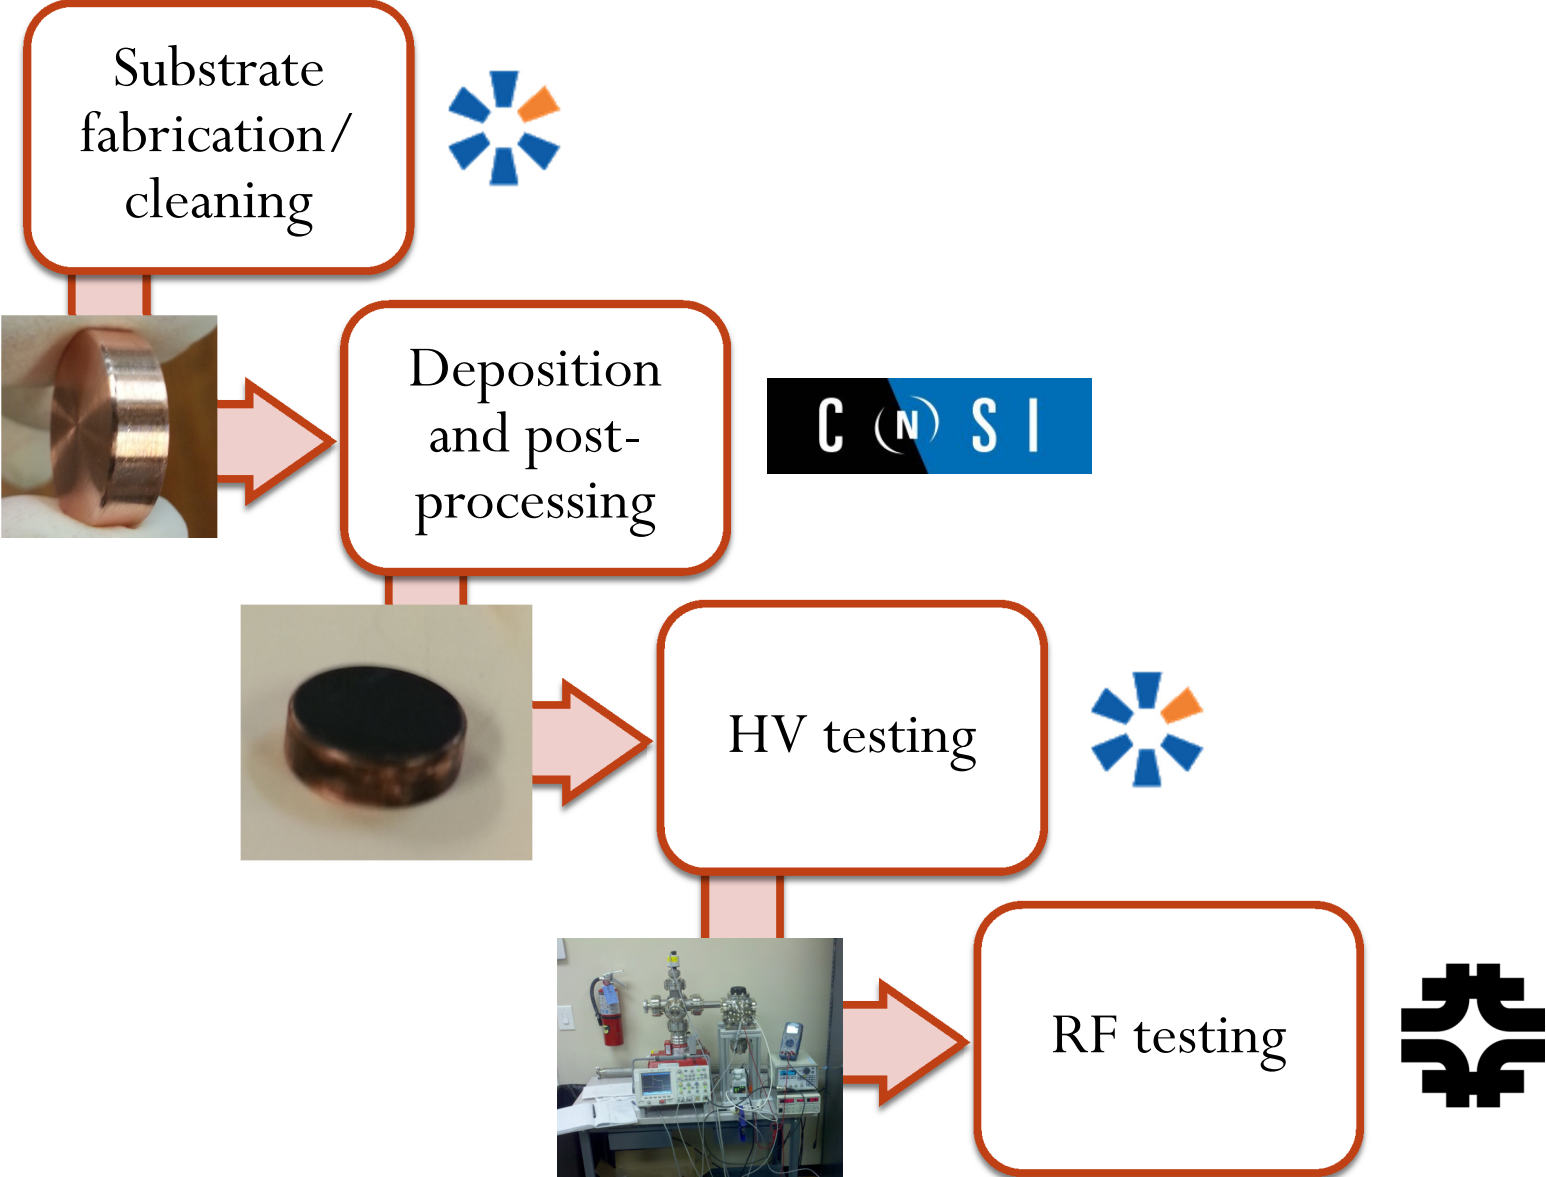 Substrate
fabrication/
cleaning
Deposition
and post-
processing
C N S I
HV testing
RF testing